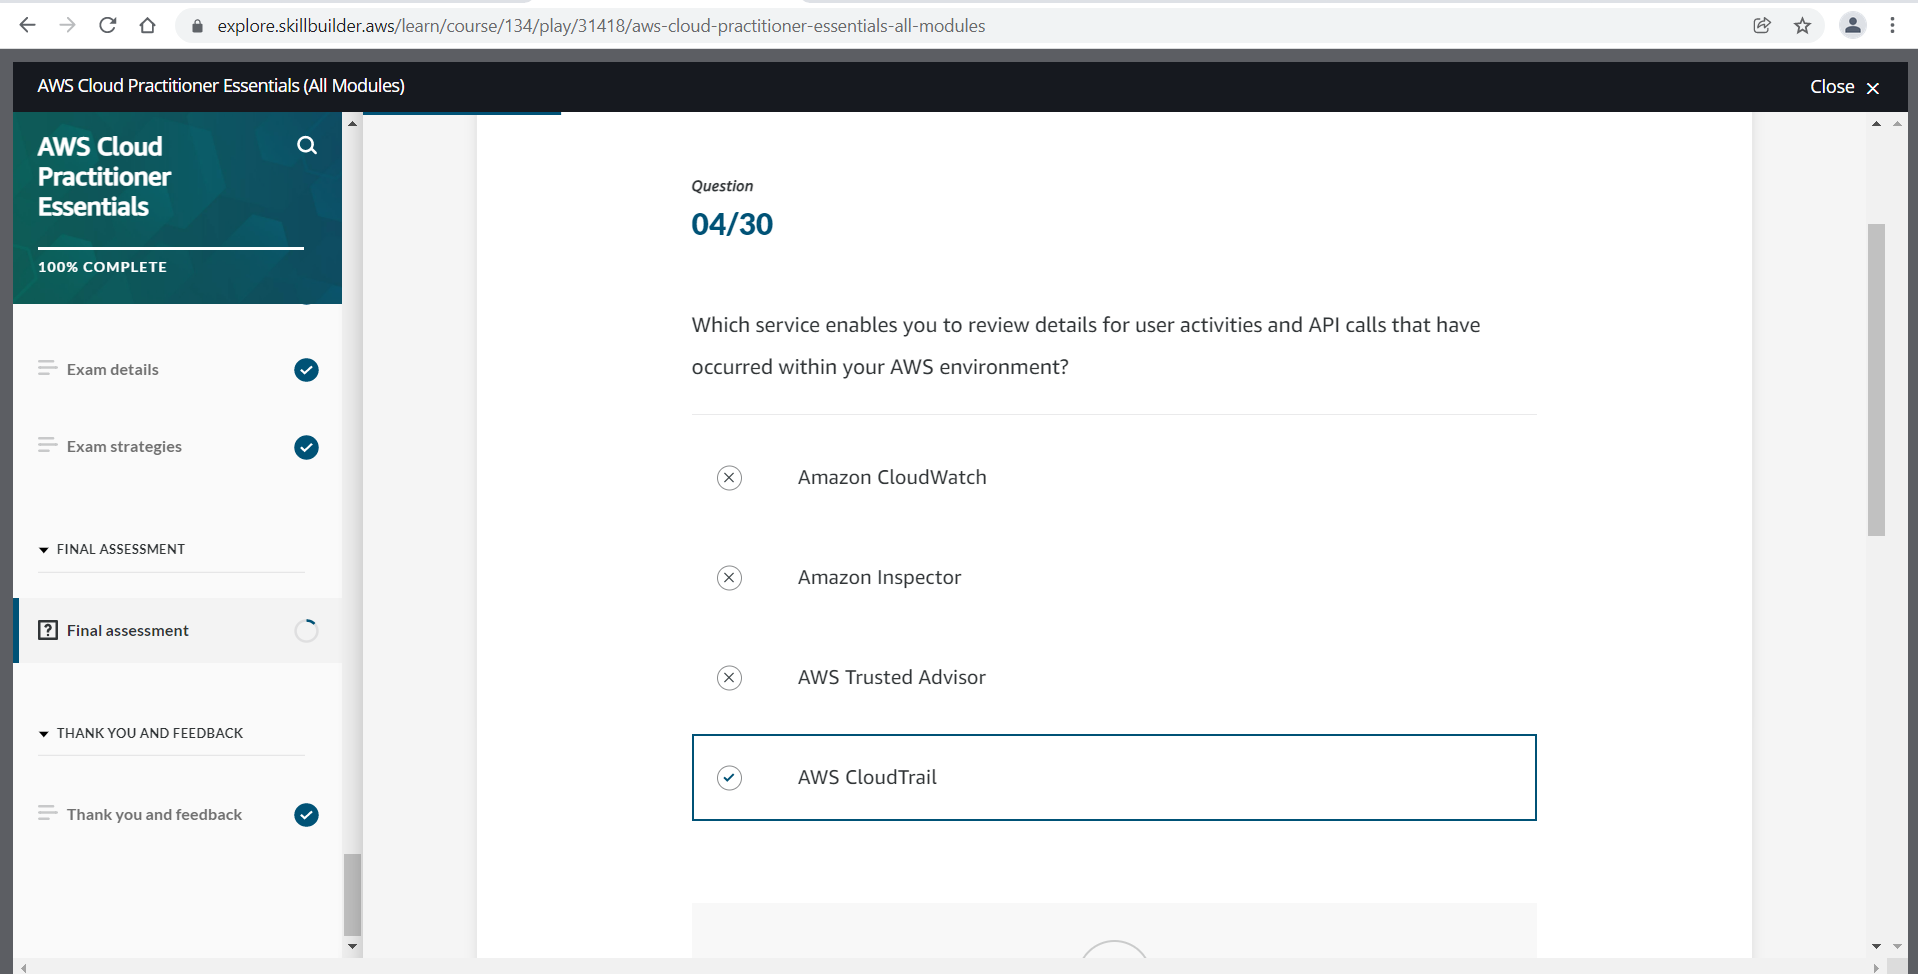 explore.skillbuilder.aws/learn/course/134/play/31418/aws-cloud-practitioner-essentials-all-modules
AWS Cloud Practitioner Essentials (All Modules)
Close
AWS Cloud
Practitioner
Essentials
100% COMPLETE
Exam details
Exam strategies
FINAL ASSESSMENT
Final assessment
THANK YOU AND FEEDBACK
Thank you and feedback
Question
04/30
Which service enables you to review details for user activities and API calls that have
occurred within your AWS environment?
Amazon CloudWatch
Amazon Inspector
AWS Trusted Advisor
AWS CloudTrail